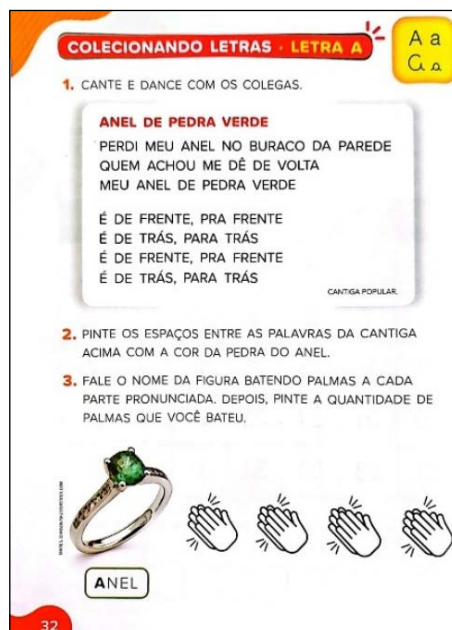 COLECIONANDO LETRAS · LETRA A
A a
A a
1. CANTE E DANCE COM OS COLEGAS.
ANEL DE PEDRA VERDE
PERDI MEU ANEL NO BURACO DA PAREDE
QUEM ACHOU ME DÊ DE VOLTA
MEU ANEL DE PEDRA VERDE
É DE FRENTE, PRA FRENTE
É DE TRÁS, PARA TRÁS
É DE FRENTE, PRA FRENTE
É DE TRÁS, PARA TRÁS
CANTIGA POPULAR.
2. PINTE OS ESPAÇOS ENTRE AS PALAVRAS DA CANTIGA
ACIMA COM A COR DA PEDRA DO ANEL.
3. FALE O NOME DA FIGURA BATENDO PALMAS A CADA
PARTE PRONUNCIADA. DEPOIS, PINTE A QUANTIDADE DE
PALMAS QUE VOCÊ BATEU.
ANEL
32